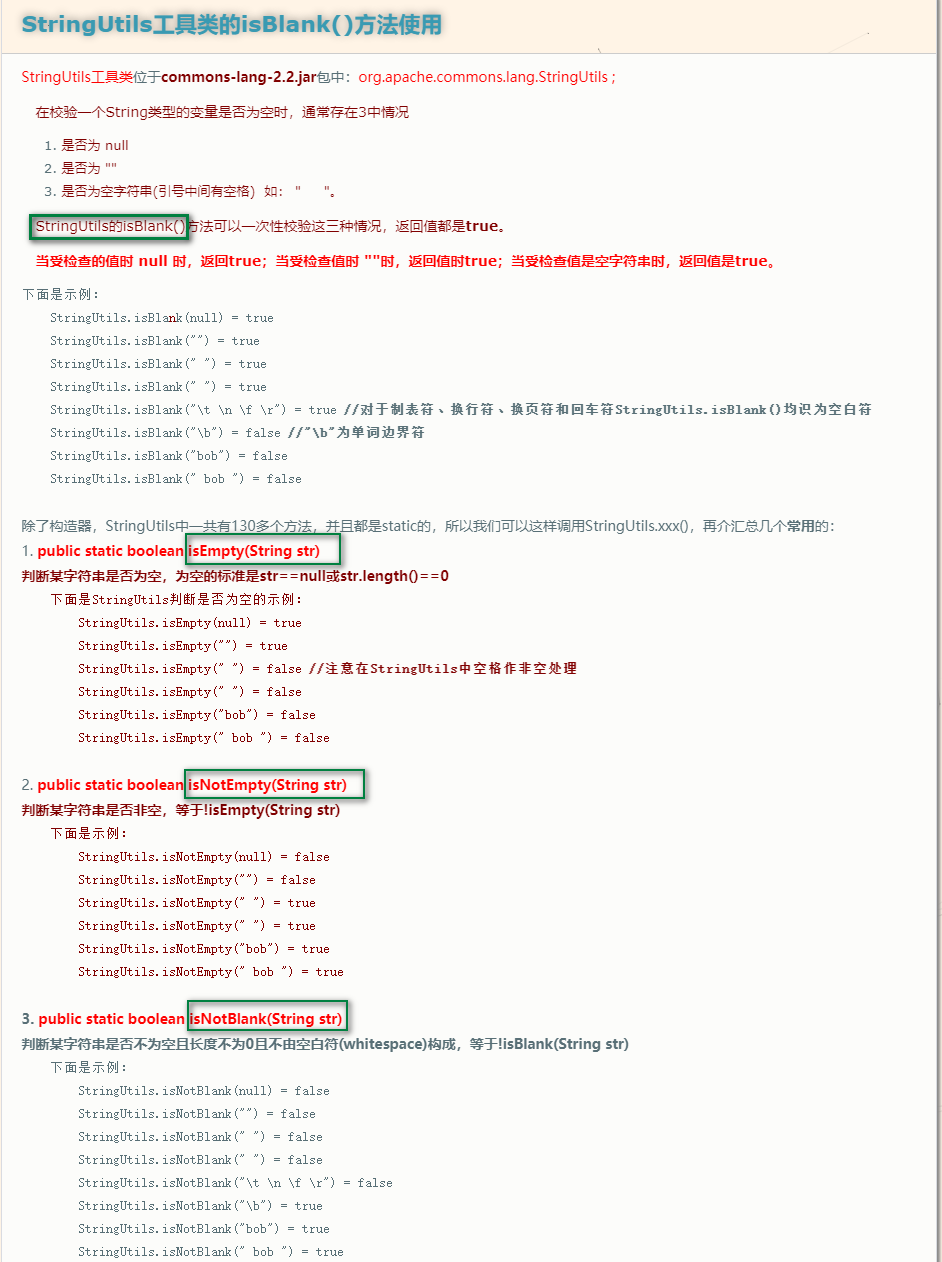 StringUtils工具类的isBlank()方法使用
StringUtils工具类位于commons-lang-2.2.jar包中：org.apache.commons.lang.StringUtils ;
在校验一个String类型的变量是否为空时，通常存在3中情况
1. 是否为 null
2. 是否为 ""
3. 是否为空字符串(引号中间有空格)  如： "     "。
StringUtils的isBlank()方法可以一次性校验这三种情况，返回值都是true。
当受检查的值时 null 时，返回true；当受检查值时 ""时，返回值时true；当受检查值是空字符串时，返回值是true。
下面是示例：
StringUtils.isBlank(null) = true
StringUtils.isBlank("") = true
StringUtils.isBlank(" ") = true
StringUtils.isBlank(" ") = true
StringUtils.isBlank("\t \n \f \r") = true //对于制表符、换行符、换页符和回车符StringUtils.isBlank()均识为空白符
StringUtils.isBlank("\b") = false //"\b"为单词边界符
StringUtils.isBlank("bob") = false
StringUtils.isBlank(" bob ") = false
除了构造器，StringUtils中一共有130多个方法，并且都是static的，所以我们可以这样调用StringUtils.xxx()，再介汇总几个常用的：
1. public static boolean isEmpty(String str)
判断某字符串是否为空，为空的标准是str==null或str.length()==0
下面是StringUtils判断是否为空的示例：
StringUtils.isEmpty(null) = true
StringUtils.isEmpty("") = true
StringUtils.isEmpty(" ") = false //注意在StringUtils中空格作非空处理
StringUtils.isEmpty(" ") = false
StringUtils.isEmpty("bob") = false
StringUtils.isEmpty(" bob ") = false
2. public static boolean isNotEmpty(String str)
判断某字符串是否非空，等于!isEmpty(String str)
下面是示例：
StringUtils.isNotEmpty(null) = false
StringUtils.isNotEmpty("") = false
StringUtils.isNotEmpty(" ") = true
StringUtils.isNotEmpty(" ") = true
StringUtils.isNotEmpty("bob") = true
StringUtils.isNotEmpty(" bob ") = true
3. public static boolean isNotBlank(String str)
判断某字符串是否不为空且长度不为0且不由空白符(whitespace)构成，等于!isBlank(String str)
下面是示例：
StringUtils.isNotBlank(null) = false
StringUtils.isNotBlank("") = false
StringUtils.isNotBlank(" ") = false
StringUtils.isNotBlank(" ") = false
StringUtils.isNotBlank("\t \n \f \r") = false
StringUtils.isNotBlank("\b") = true
StringUtils.isNotBlank("bob") = true
StringUtils.isNotBlank(" bob ") = true